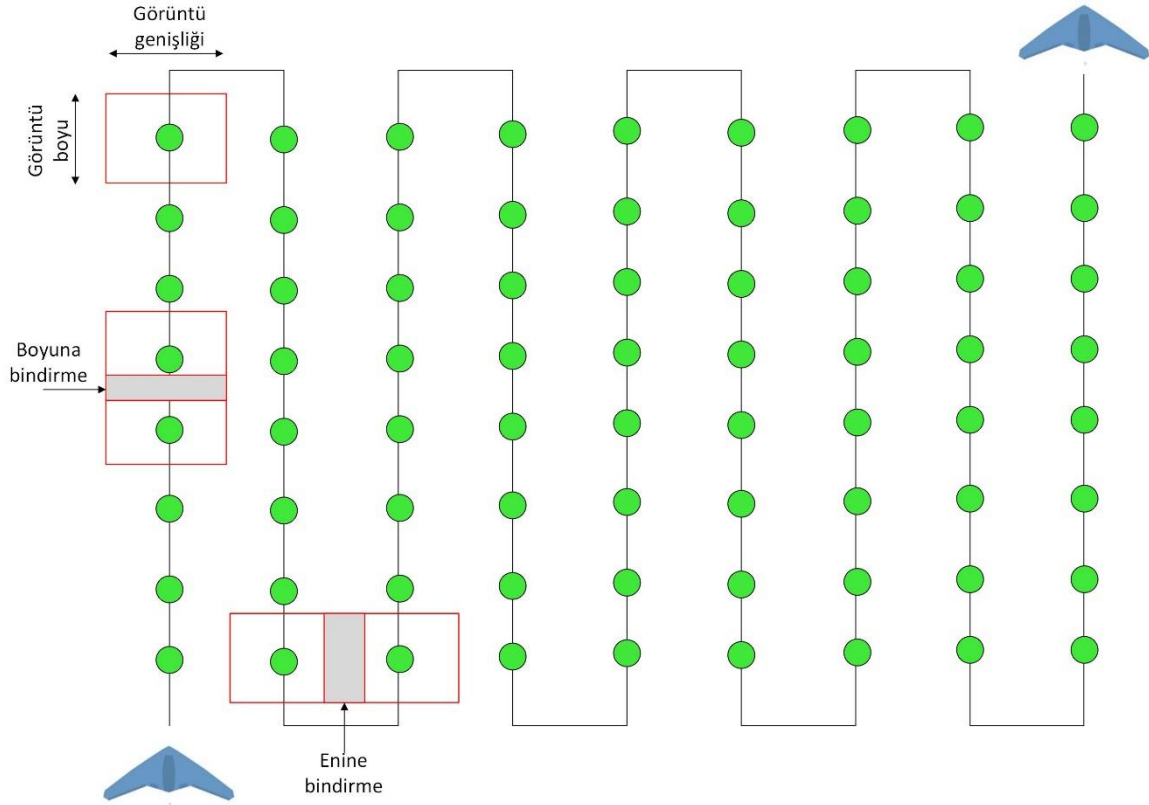 Görüntü
genişliği
Görüntü
boyu
Boyuna
bindirme
Enine
bindirme